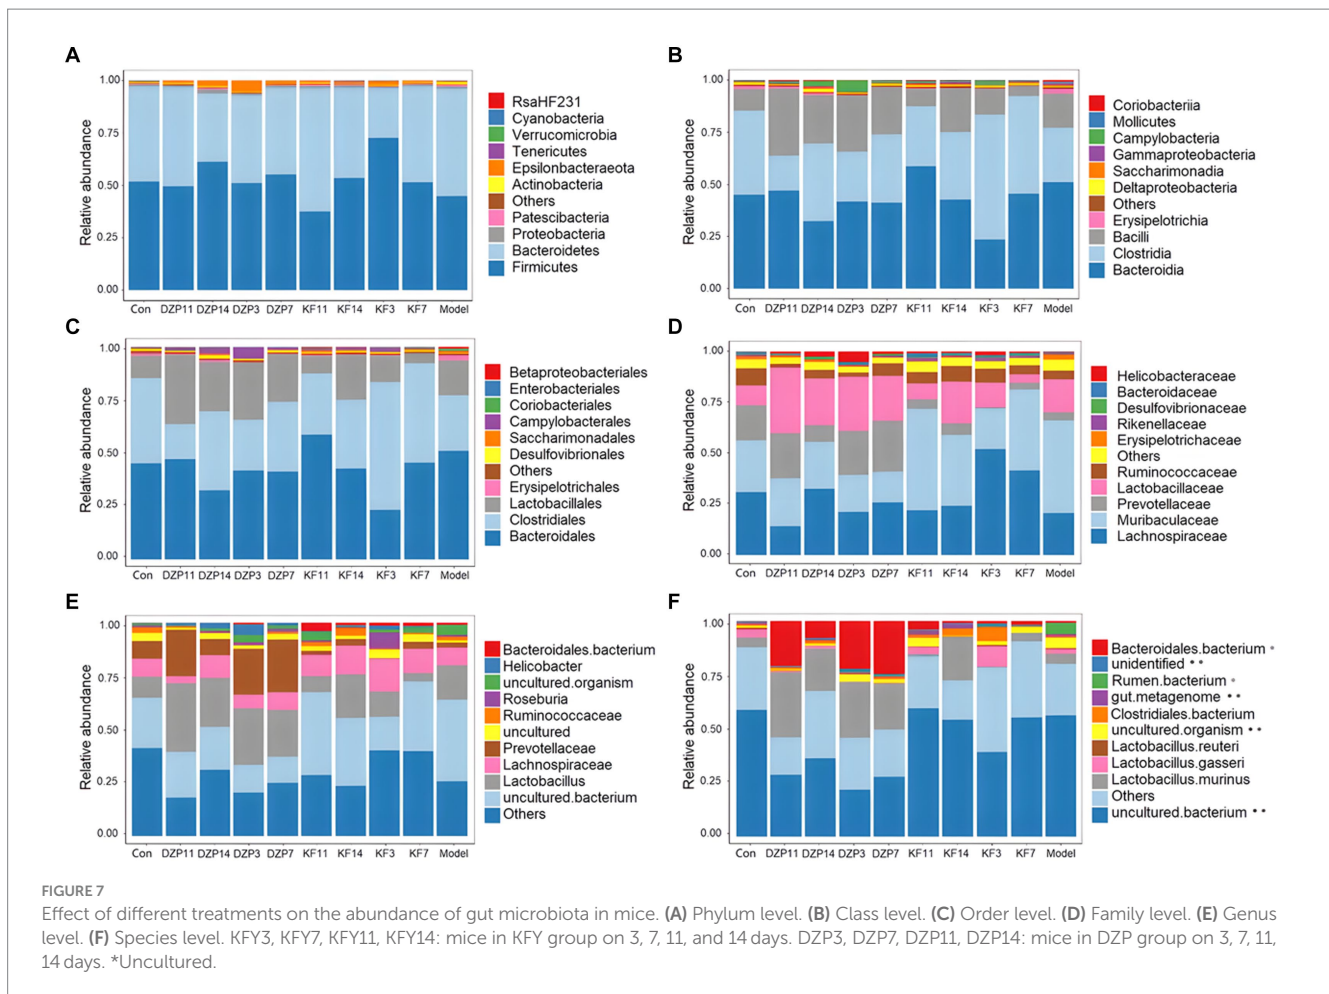 A
1.00
0.75
0.50
0.25
0.00
Relative abundance
Con DZP11 DZP14 DZP3 DZP7 KF11 KF14 KF3 KF7 Model
RsaHF231
Cyanobacteria
Verrucomicrobia
Tenericutes
Epsilonbacteraeota
Actinobacteria
Others
Patescibacteria
Proteobacteria
Bacteroidetes
Firmicutes
B
1.00
0.75
0.50
0.25
0.00
Relative abundance
Con DZP11 DZP14 DZP3 DZP7 KF11 KF14 KF3 KF7 Model
Coriobacteriia
Mollicutes
Campylobacteria
Gammaproteobacteria
Saccharimonadia
Deltaproteobacteria
Others
Erysipelotrichia
Bacilli
Clostridia
Bacteroidia
C
1.00
0.75
0.50
0.25
0.00
Relative abundance
Con DZP11 DZP14 DZP3 DZP7 KF11 KF14 KF3 KF7 Model
Betaproteobacteriales
Enterobacteriales
Coriobacteriales
Campylobacterales
Saccharimonadales
Desulfovibrionales
Others
Erysipelotrichales
Lactobacillales
Clostridiales
Bacteroidales
D
1.00
0.75
0.50
0.25
0.00
Relative abundance
Con DZP11 DZP14 DZP3 DZP7 KF11 KF14 KF3 KF7 Model
Helicobacteraceae
Bacteroidaceae
Desulfovibrionaceae
Rikenellaceae
Erysipelotrichaceae
Others
Ruminococcaceae
Lactobacillaceae
Prevotellaceae
Muribaculaceae
Lachnospiraceae
E
1.00
0.75
0.50
0.25
0.00
Relative abundance
Con DZP11 DZP14 DZP3 DZP7 KF11 KF14 KF3 KF7 Model
Bacteroidales.bacterium
Helicobacter
uncultured.organism
Roseburia
Ruminococcaceae
uncultured
Prevotellaceae
Lachnospiraceae
Lactobacillus
uncultured.bacterium
Others
F
1.00
0.75
0.50
0.25
0.00
Relative abundance
Con DZP11 DZP14 DZP3 DZP7 KF11 KF14 KF3 KF7 Model
Bacteroidales.bacterium *
unidentified **
Rumen.bacterium *
gut.metagenome **
Clostridiales.bacterium
uncultured.organism **
Lactobacillus.reuteri
Lactobacillus.gasseri
Lactobacillus.murinus
Others
uncultured.bacterium **
FIGURE 7
Effect of different treatments on the abundance of gut microbiota in mice. (A) Phylum level. (B) Class level. (C) Order level. (D) Family level. (E) Genus
level. (F) Species level. KFY3, KFY7, KFY11, KFY14: mice in KFY group on 3, 7, 11, and 14 days. DZP3, DZP7, DZP11, DZP14: mice in DZP group on 3, 7, 11,
14 days. *Uncultured.